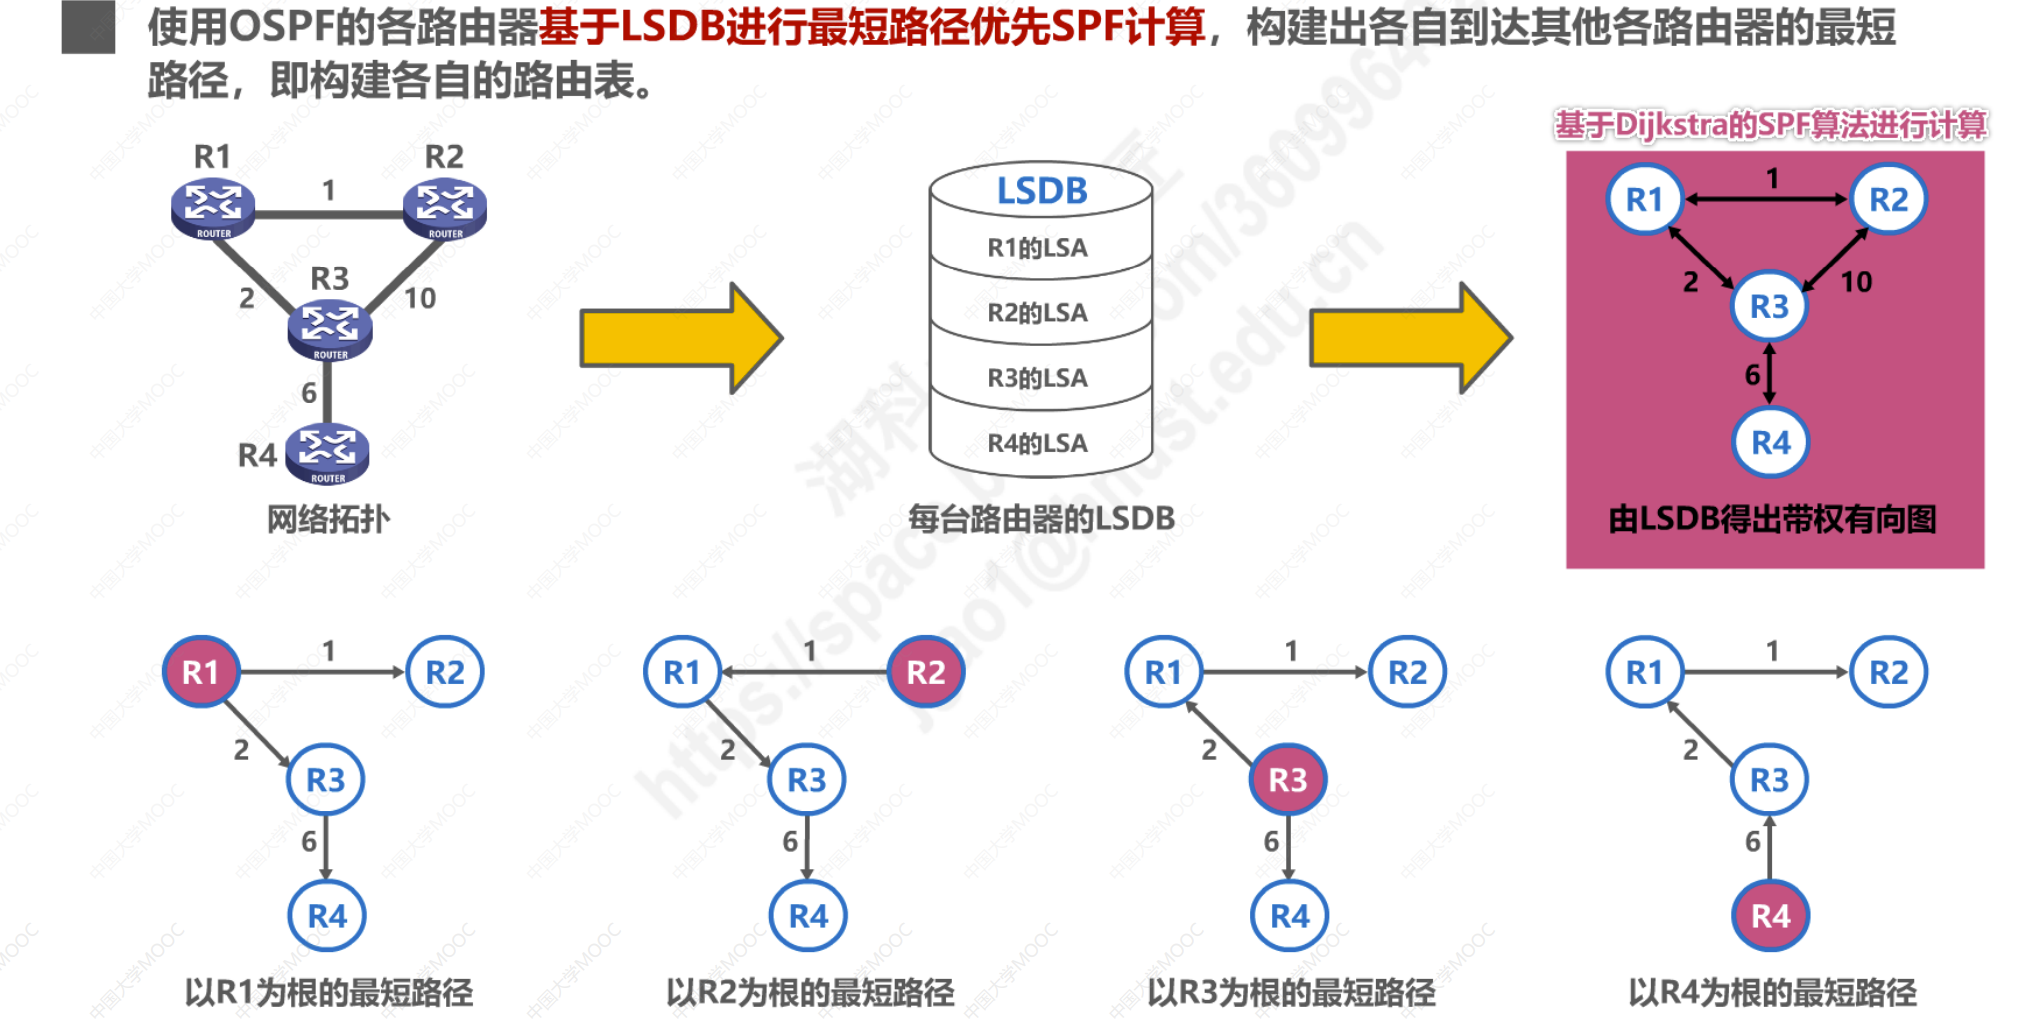 使用OSPF的各路由器基于LSDB进行最短路径优先SPF计算，构建出各自到达其他各路由器的最短
路径，即构建各自的路由表。
基于Dijkstra的SPF算法进行计算
R1
R2
1
ROUTER
ROUTER
R3
2
10
ROUTER
6
R4
ROUTER
网络拓扑
LSDB
R1的LSA
R2的LSA
R3的LSA
R4的LSA
每台路由器的LSDB
R1
1
R2
2
10
R3
6
R4
由LSDB得出带权有向图
R1
1
R2
2
R3
6
R4
以R1为根的最短路径
R1
1
R2
2
R3
6
R4
以R2为根的最短路径
R1
1
R2
2
R3
6
R4
以R3为根的最短路径
R1
1
R2
2
R3
6
R4
以R4为根的最短路径
中国大学MOOC